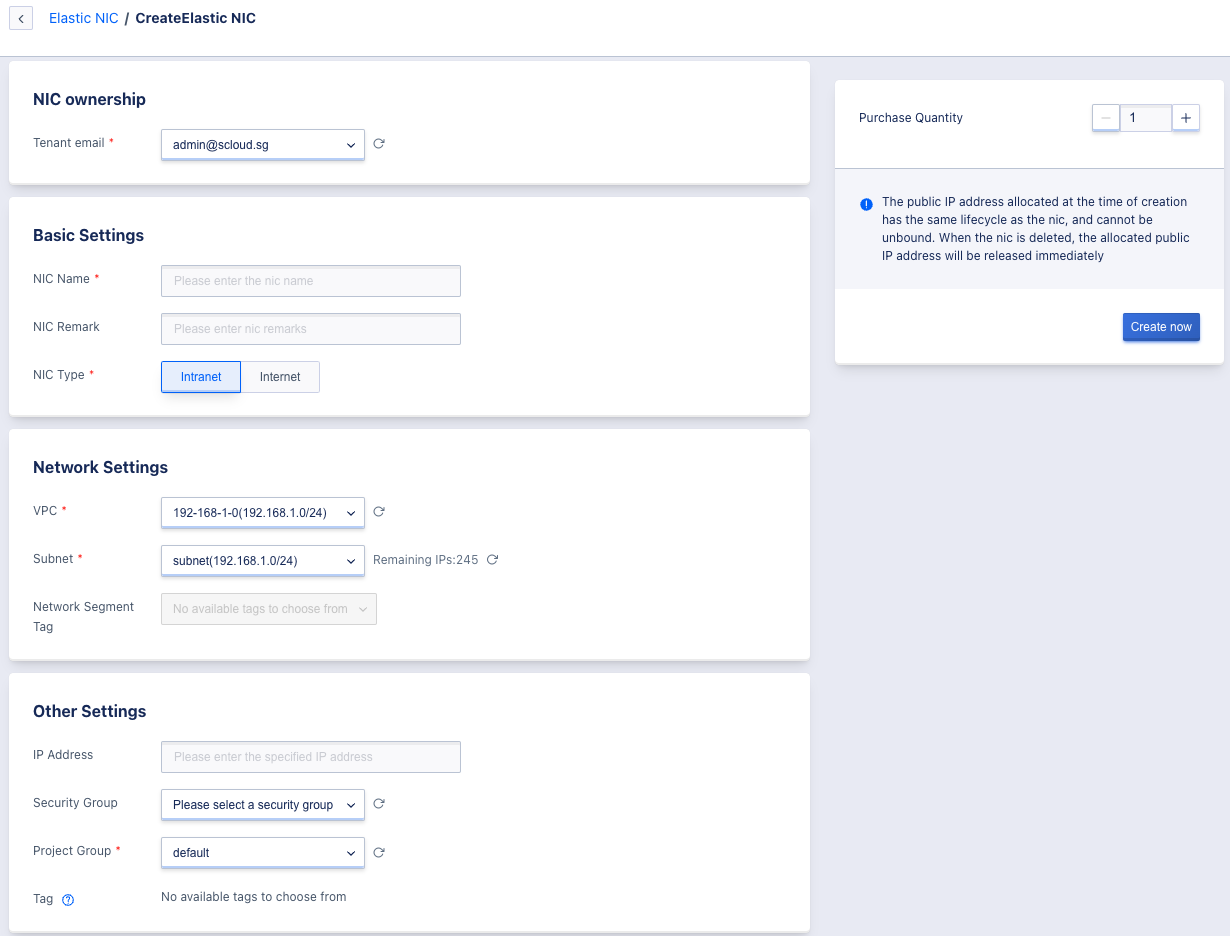 Elastic NIC / CreateElastic NIC
NIC ownership
Tenant email *
admin@scloud.sg
Basic Settings
NIC Name *
Please enter the nic name
NIC Remark
Please enter nic remarks
NIC Type *
Intranet
Internet
Network Settings
VPC *
192-168-1-0(192.168.1.0/24)
Subnet *
subnet(192.168.1.0/24)
Remaining IPs:245
Network Segment
Tag
No available tags to choose from
Other Settings
IP Address
Please enter the specified IP address
Security Group
Please select a security group
Project Group *
default
Tag
No available tags to choose from
Purchase Quantity
1
The public IP address allocated at the time of creation
has the same lifecycle as the nic, and cannot be
unbound. When the nic is deleted, the allocated public
IP address will be released immediately
Create now